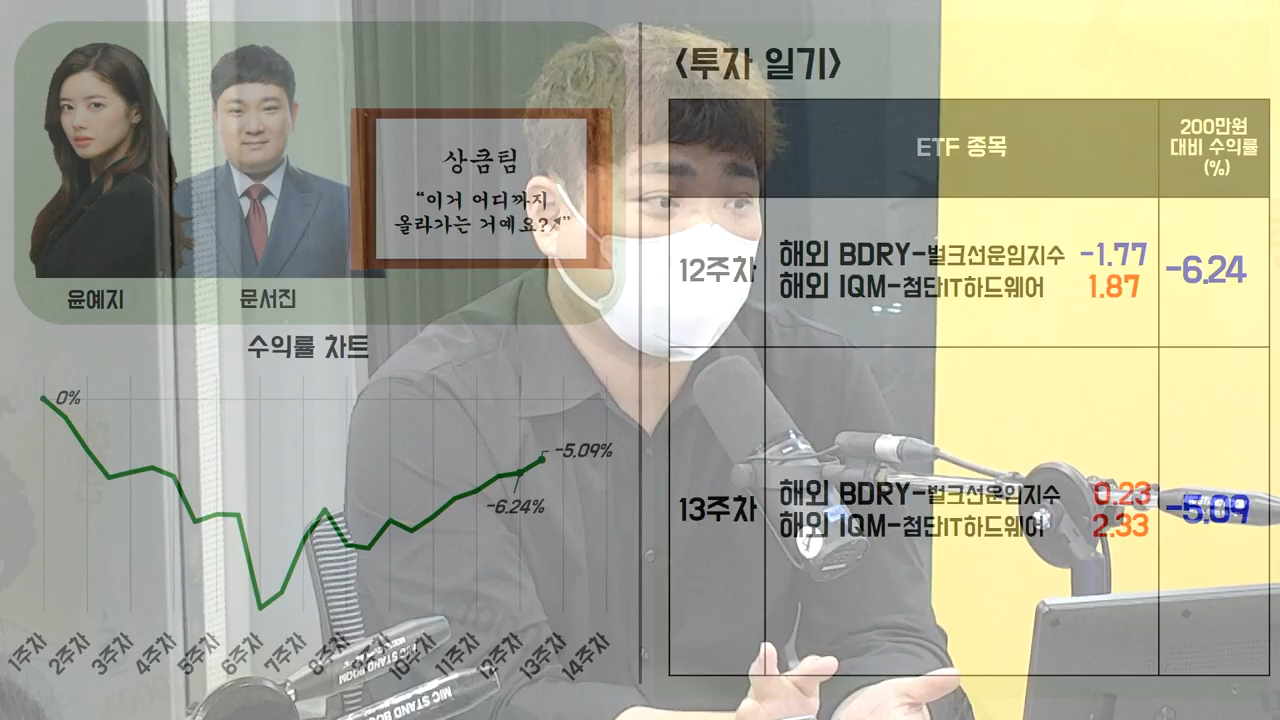 상큼팀
“이거 어디까지
올라가는 거예요?↗”
윤예지
문서진
수익률 차트
0%
-5.09%
-6.24%
1주차
2주차
3주차
4주차
5주차
6주차
7주차
8주차
10주차
11주차
12주차
13주차
14주차
MIC STAND BOOM
MIC STAND BOOM
<투자 일기>
ETF 종목
200만원
대비 수익률
(%)
12주차
해외 BDRY-벌크선운임지수 -1.77
해외 IQM-첨단IT하드웨어 1.87
-6.24
13주차
해외 BDRY-벌크선운임지수 0.23
해외 IQM-첨단IT하드웨어 2.33
-5.09